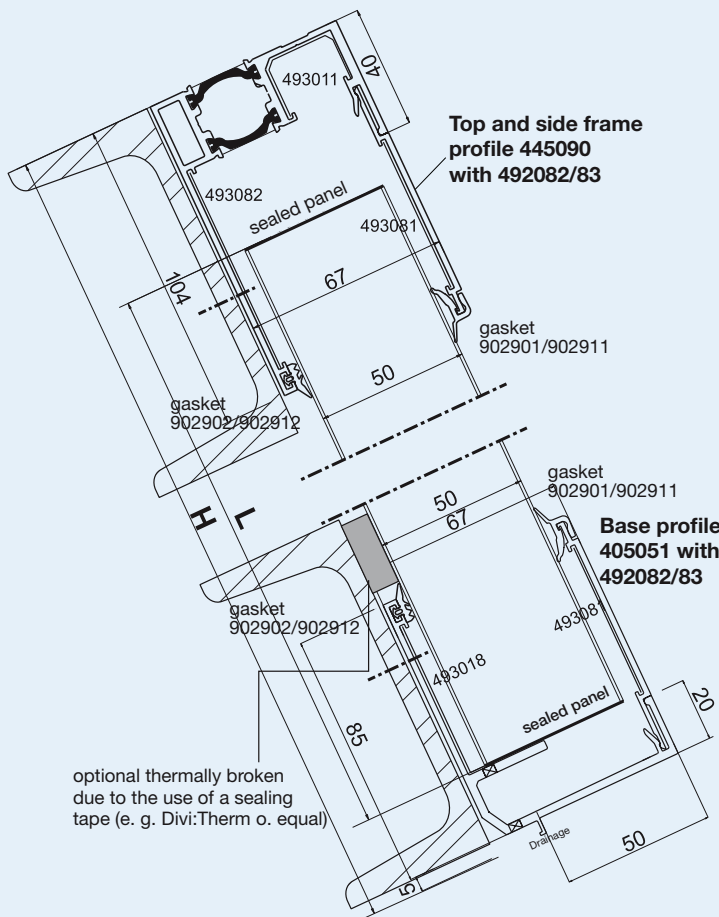 493011
40
Top and side frame
profile 445090
with 492082/83
493082
sealed panel
493081
104
67
gasket
902901/902911
50
gasket
902902/902912
H
L
gasket
902901/902911
50
67
Base profile
405051 with
492082/83
gasket
902902/902912
493081
493018
20
sealed panel
85
optional thermally broken
due to the use of a sealing
tape (e. g. Divi:Therm o. equal)
Drainage
50
5